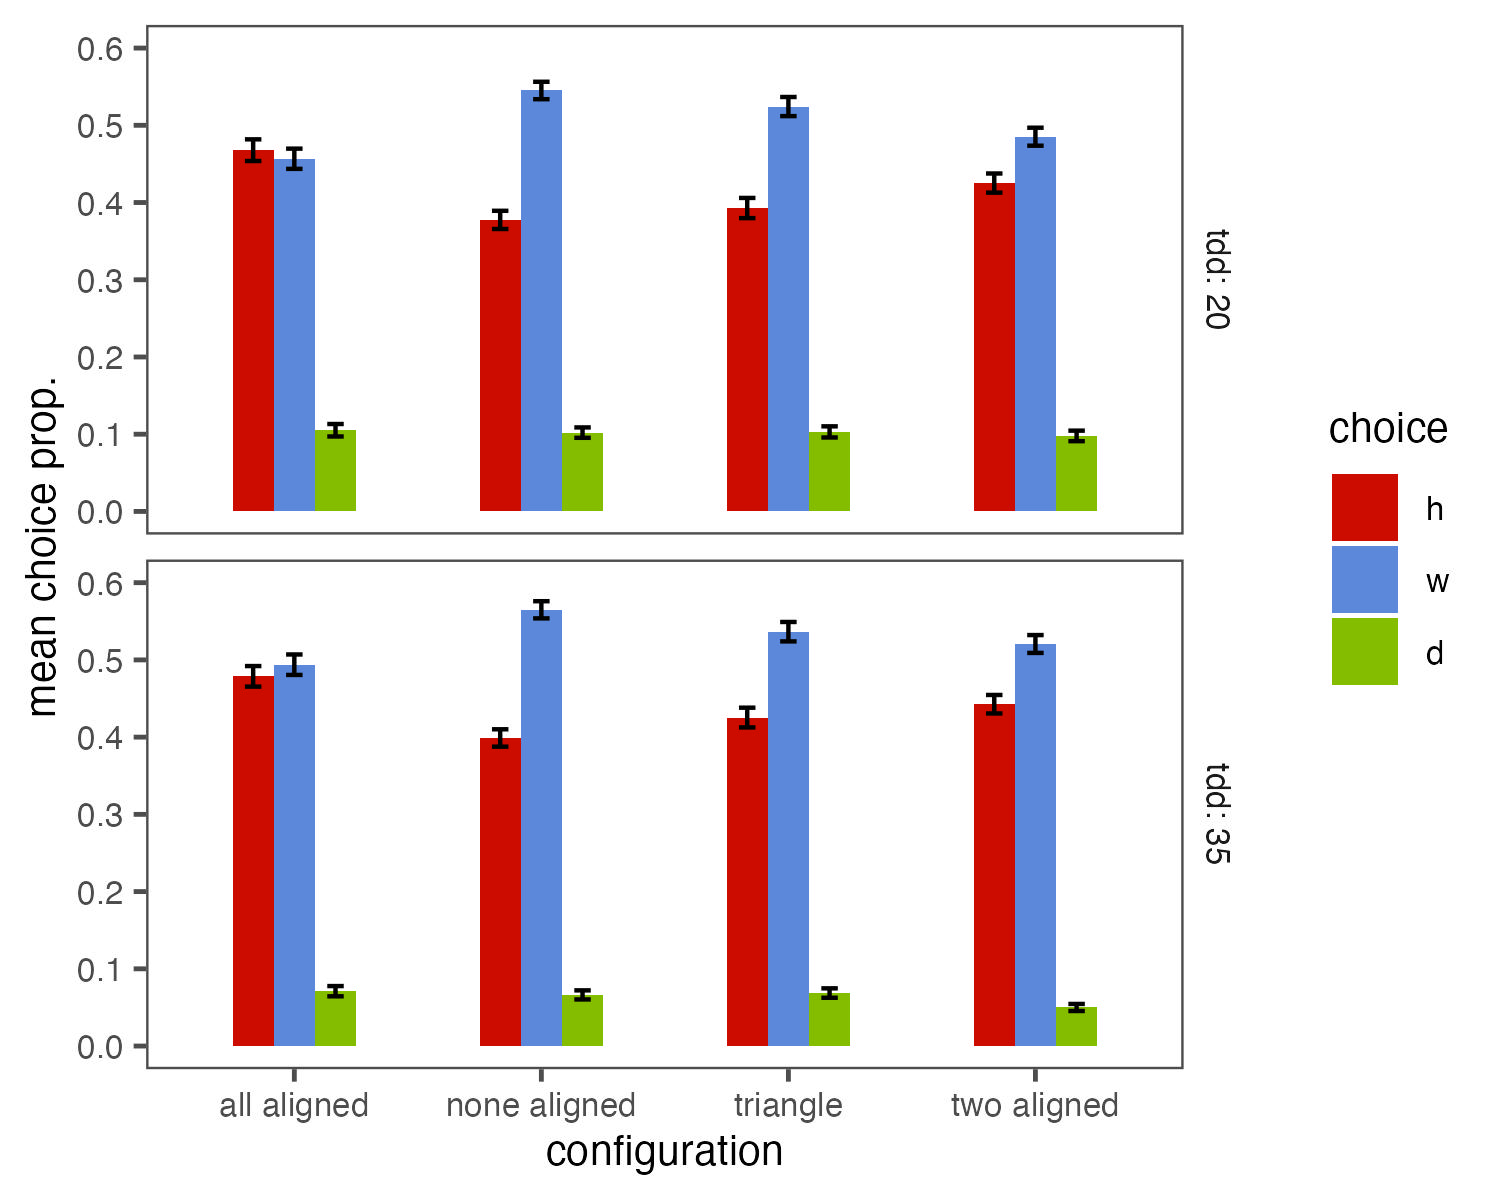 mean choice prop.
0.6
0.5
0.4
0.3
0.2
0.1
0.0
tdd: 20
0.6
0.5
0.4
0.3
0.2
0.1
0.0
tdd: 35
all aligned
none aligned
triangle
two aligned
configuration
choice
h
w
d